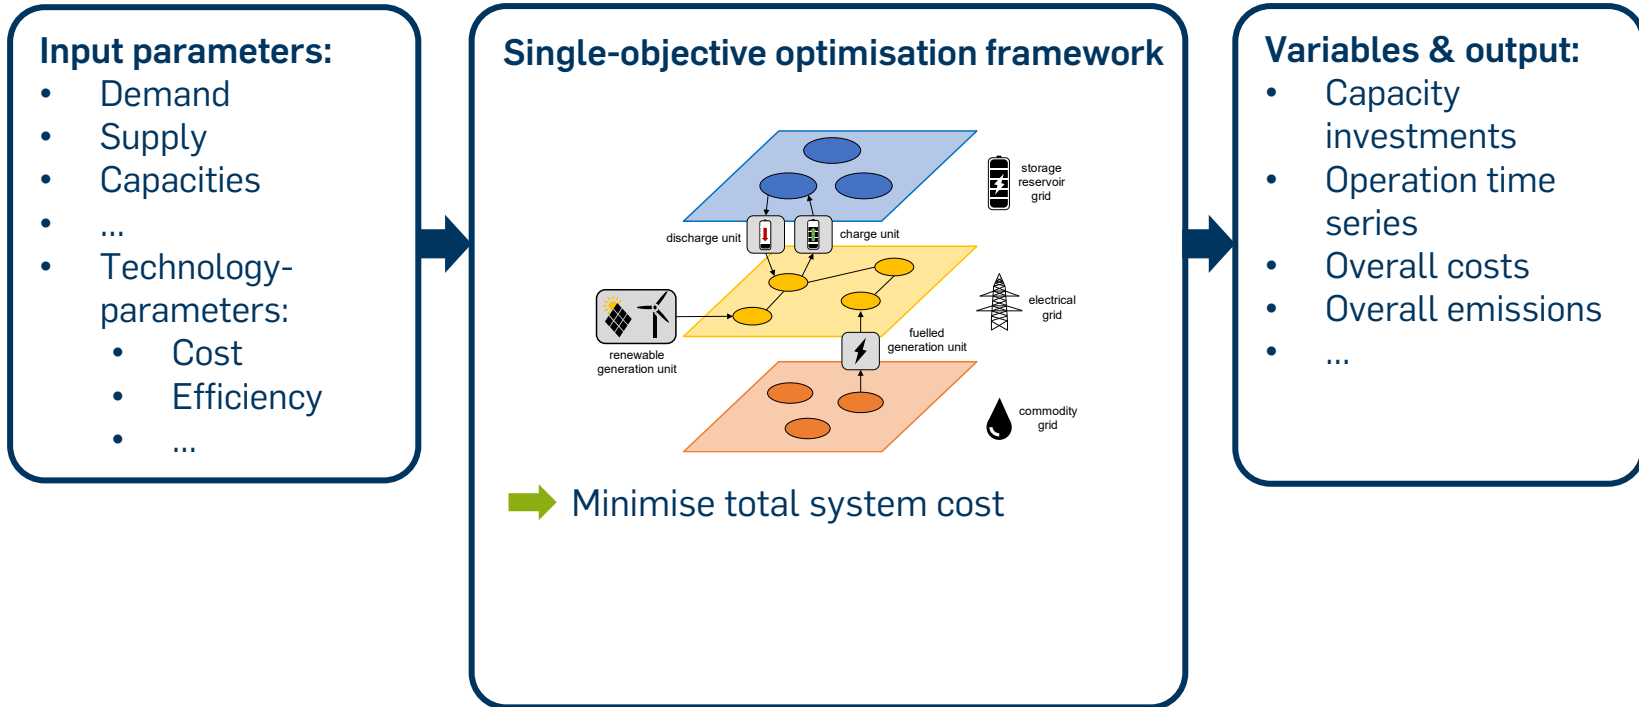 Input parameters:
• Demand
• Supply
• Capacities
• ...
• Technology-
parameters:
• Cost
• Efficiency
• ...
Single-objective optimisation framework
storage
reservoir
grid
discharge unit
charge unit
electrical
grid
renewable
generation unit
fuelled
generation unit
commodity
grid
Minimise total system cost
Variables & output:
• Capacity
investments
• Operation time
series
• Overall costs
• Overall emissions
• ...